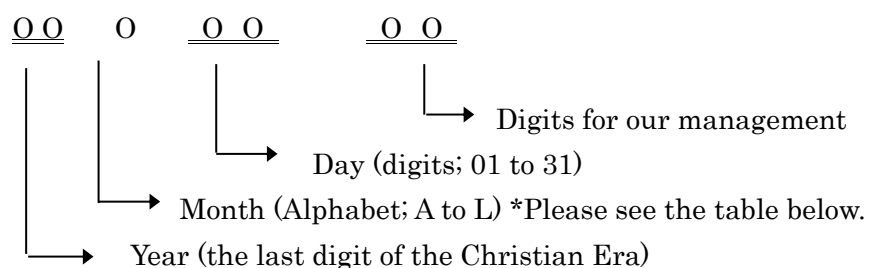 O O O O O O O
Digits for our management
Day (digits; 01 to 31)
Month (Alphabet; A to L) *Please see the table below.
Year (the last digit of the Christian Era)